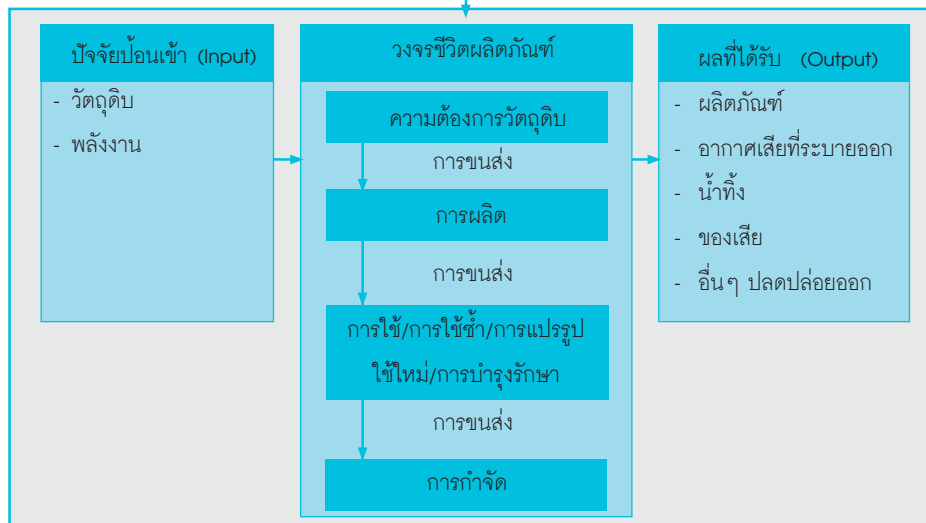 ปัจจัยป้อนเข้า (Input)
- วัตถุดิบ
- พลังงาน
วงจรชีวิตผลิตภัณฑ์
ความต้องการวัตถุดิบ
การขนส่ง
การผลิต
การขนส่ง
การใช้/การใช้ซ้ำ/การแปรรูป
ใช้ใหม่/การบำรุงรักษา
การขนส่ง
การกำจัด
ผลที่ได้รับ (Output)
- ผลิตภัณฑ์
- อากาศเสียที่ระบายออก
- น้ำทิ้ง
- ของเสีย
- อื่นๆ ปลดปล่อยออก